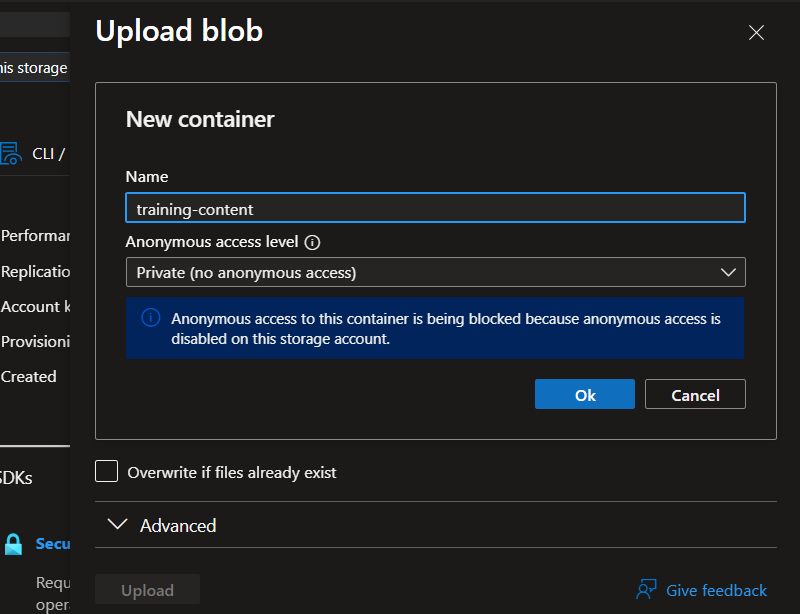 Upload blob
his storage
New container
CLI /
Name
training-content
Anonymous access level
Performan
Private (no anonymous access)
Replicatio
Account k
Anonymous access to this container is being blocked because anonymous access is
disabled on this storage account.
Provisioni
Created
Ok
Cancel
SDKs
Overwrite if files already exist
Advanced
Secu
Requ
oper
Upload
Give feedback